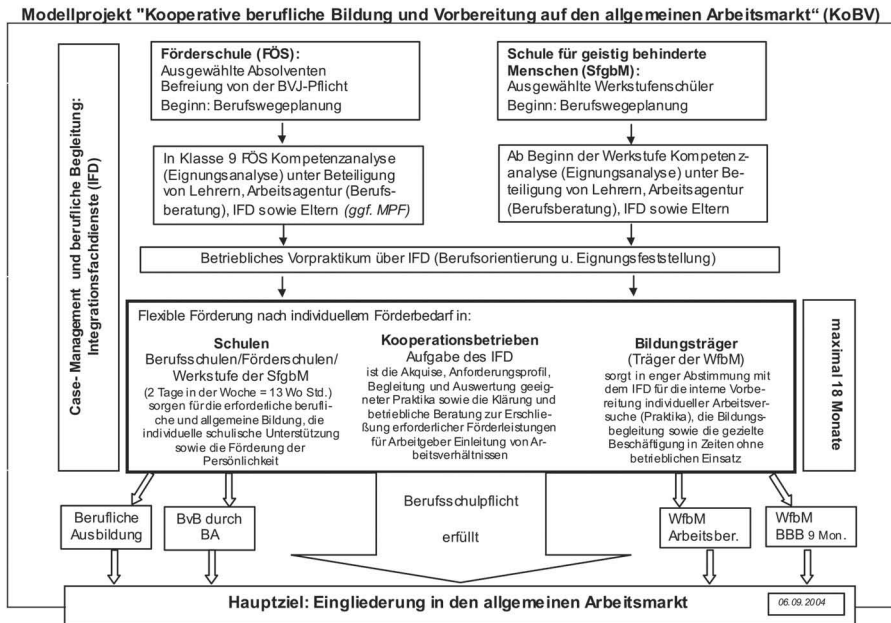 Modellprojekt "Kooperative berufliche Bildung und Vorbereitung auf den allgemeinen Arbeitsmarkt“ (KoBV)
Case- Management und berufliche Begleitung:
Integrationsfachdienste (IFD)
Förderschule (FÖS):
Ausgewählte Absolventen
Befreiung von der BVJ-Pflicht
Beginn: Berufswegeplanung
Schule für geistig behinderte
Menschen (SfgbM):
Ausgewählte Werkstufenschüler
Beginn: Berufswegeplanung
In Klasse 9 FÖS Kompetenzanalyse
(Eignungsanalyse) unter Beteiligung
von Lehrern, Arbeitsagentur (Berufs-
beratung), IFD sowie Eltern (ggf. MPF)
Ab Beginn der Werkstufe Kompetenz-
analyse (Eignungsanalyse) unter Be-
teiligung von Lehrern, Arbeitsagentur
(Berufsberatung), IFD sowie Eltern
Betriebliches Vorpraktikum über IFD (Berufsorientierung u. Eignungsfeststellung)
Flexible Förderung nach individuellem Förderbedarf in:
Schulen
Berufsschulen/Förderschulen/
Werkstufe der SfgbM
(2 Tage in der Woche = 13 Wo Std.)
sorgen für die erforderliche berufli-
che und allgemeine Bildung, die
individuelle schulische Unterstützung
sowie die Förderung der
Persönlichkeit
Kooperationsbetrieben
Aufgabe des IFD
ist die Akquise, Anforderungsprofil,
Begleitung und Auswertung geeig-
neter Praktika sowie die Klärung und
betriebliche Beratung zur Erschlie-
ßung erforderlicher Förderleistungen
für Arbeitgeber Einleitung von Ar-
beitsverhältnissen
Bildungsträger
(Träger der WfbM)
sorgt in enger Abstimmung mit
dem IFD für die interne Vorbe-
reitung individueller Arbeitsver-
suche (Praktika), die Bildungs-
begleitung sowie die gezielte
Beschäftigung in Zeiten ohne
betrieblichen Einsatz
maximal 18 Monate
Berufliche
Ausbildung
BvB durch
BA
Berufsschulpflicht
erfüllt
WfbM
Arbeitsber.
WfbM
BBB 9 Mon.
Hauptziel: Eingliederung in den allgemeinen Arbeitsmarkt
06.09.2004